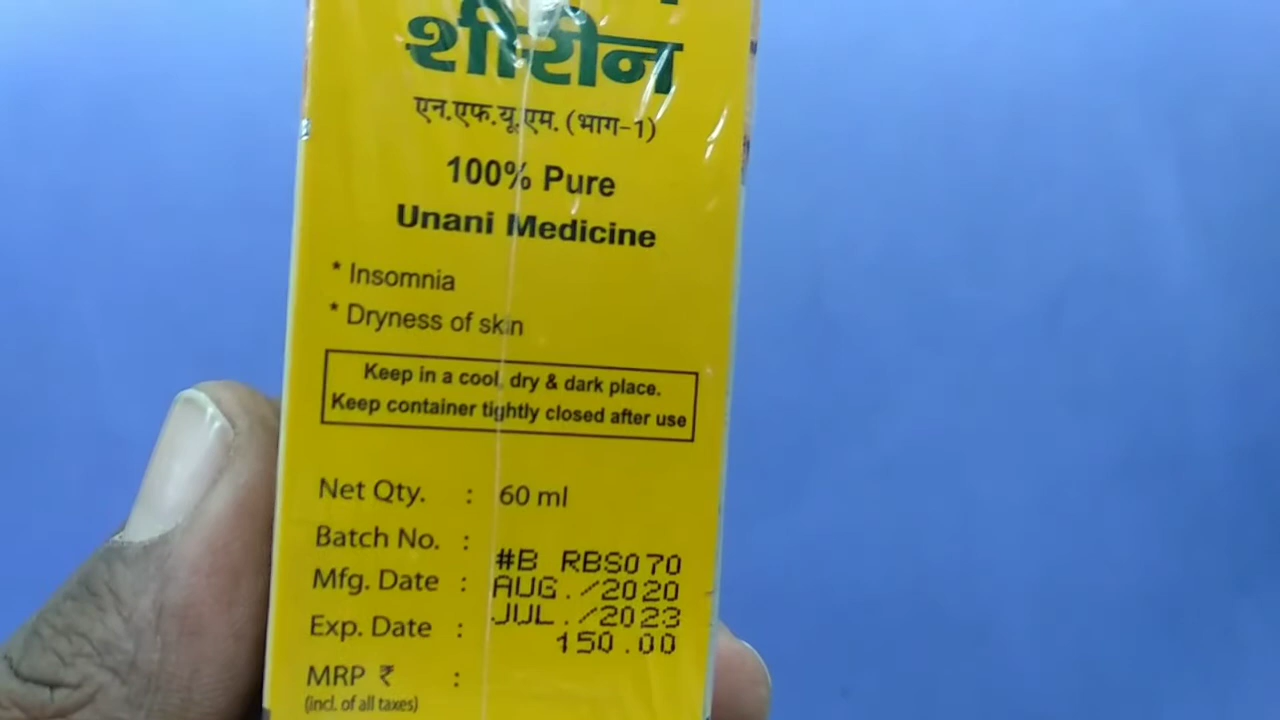 शीरीन
एन.एफ.यू.एम. (भाग-1)
100% Pure
Unani Medicine
* Insomnia
* Dryness of skin
Keep in a cool, dry & dark place.
Keep container tightly closed after use
Net Qty. : 60 ml
Batch No. : #B RBS070
Mfg. Date : AUG./2020
Exp. Date : JUL./2023
MRP ₹ : 150.00
(incl. of all taxes)